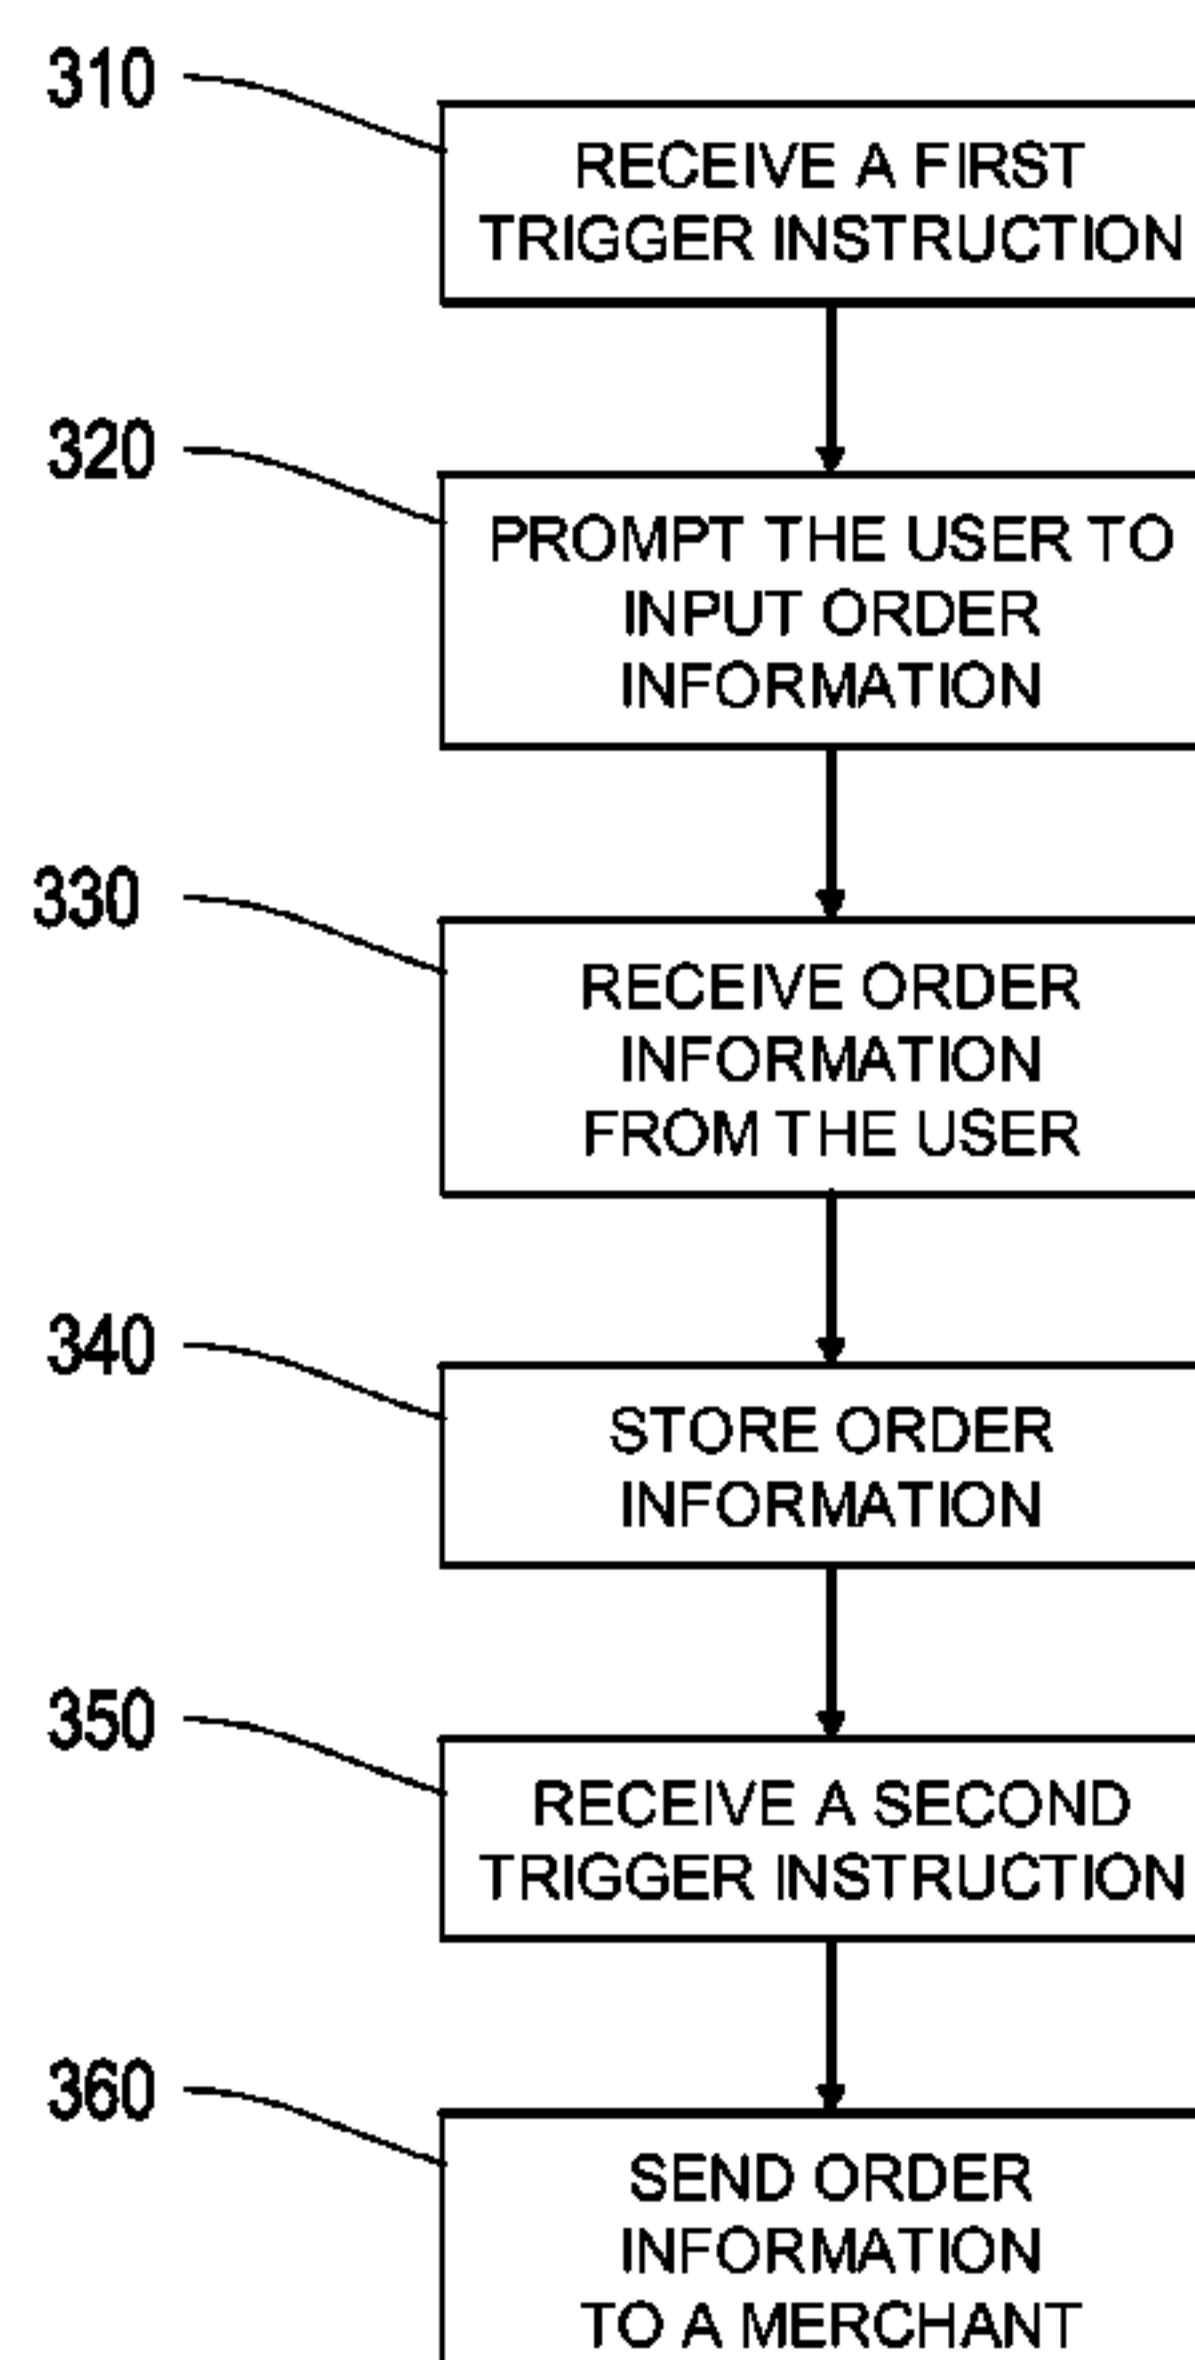 310
RECEIVE A FIRST
TRIGGER INSTRUCTION
320
PROMPT THE USER TO
INPUT ORDER
INFORMATION
330
RECEIVE ORDER
INFORMATION
FROM THE USER
340
STORE ORDER
INFORMATION
350
RECEIVE A SECOND
TRIGGER INSTRUCTION
360
SEND ORDER
INFORMATION
TO A MERCHANT